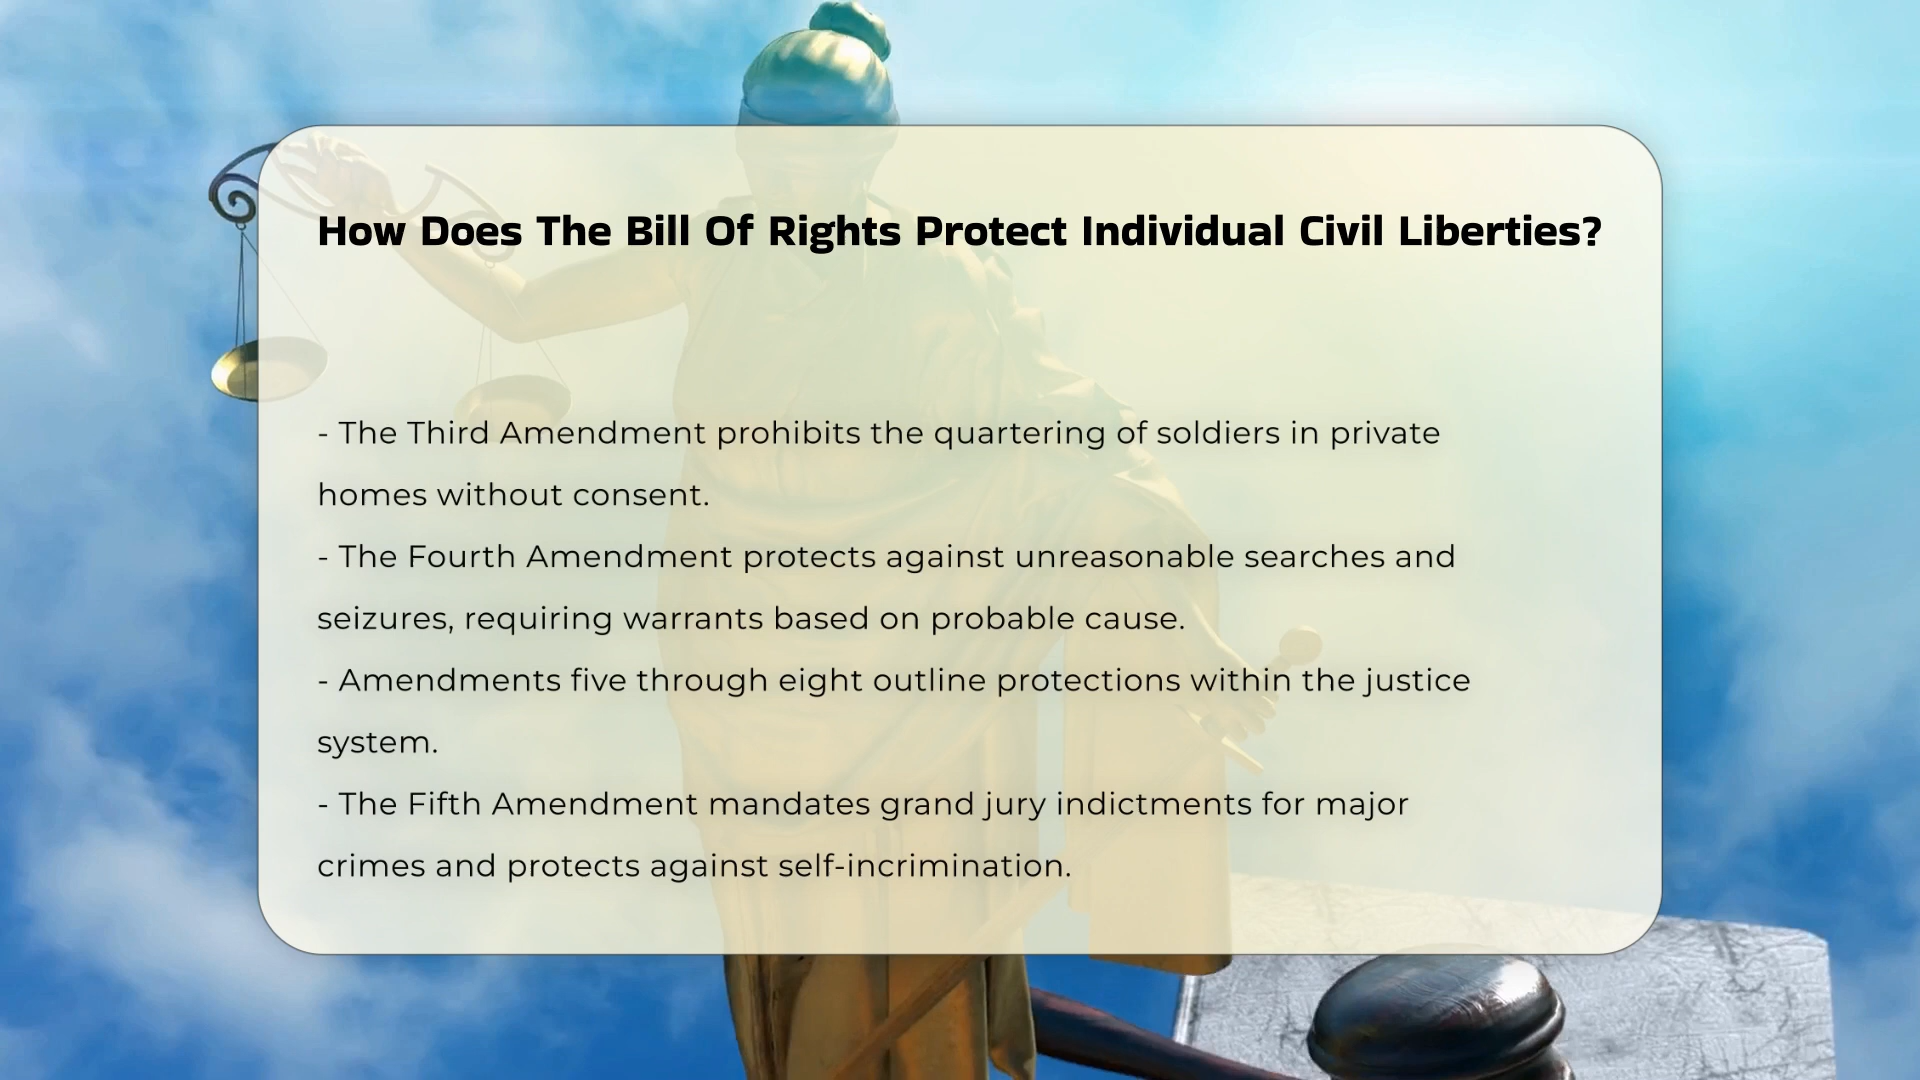 How Does The Bill Of Rights Protect Individual Civil Liberties?
- The Third Amendment prohibits the quartering of soldiers in private
homes without consent.
- The Fourth Amendment protects against unreasonable searches and
seizures, requiring warrants based on probable cause.
- Amendments five through eight outline protections within the justice
system.
- The Fifth Amendment mandates grand jury indictments for major
crimes and protects against self-incrimination.